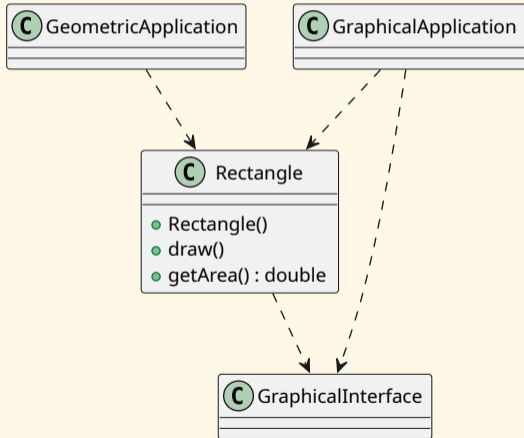 C GeometricApplication
C GraphicalApplication
C Rectangle
Rectangle()
draw()
getArea() : double
C GraphicalInterface